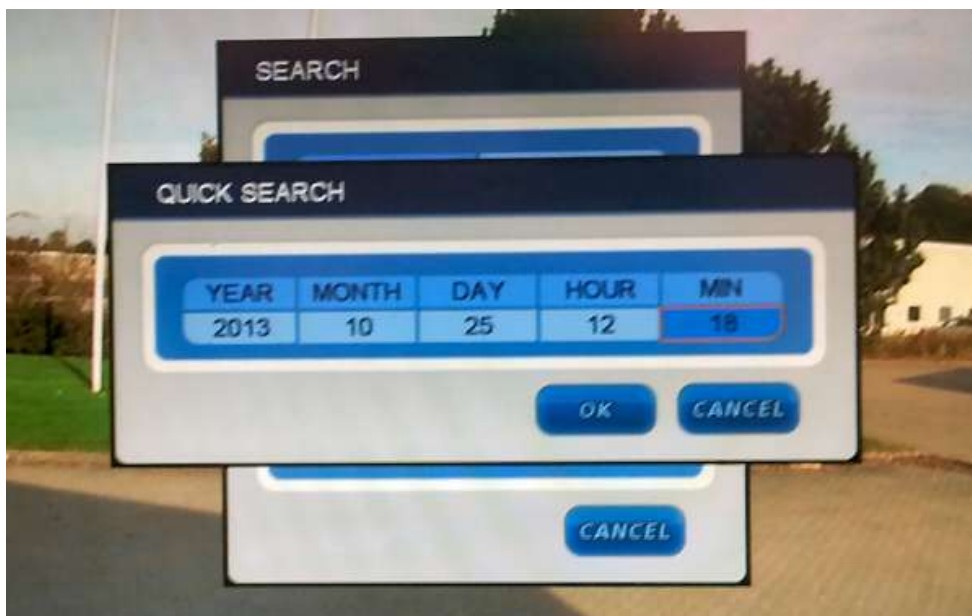 SEARCH
QUICK SEARCH
YEAR MONTH DAY HOUR MIN
2013 10 25 12 18
OK CANCEL
CANCEL